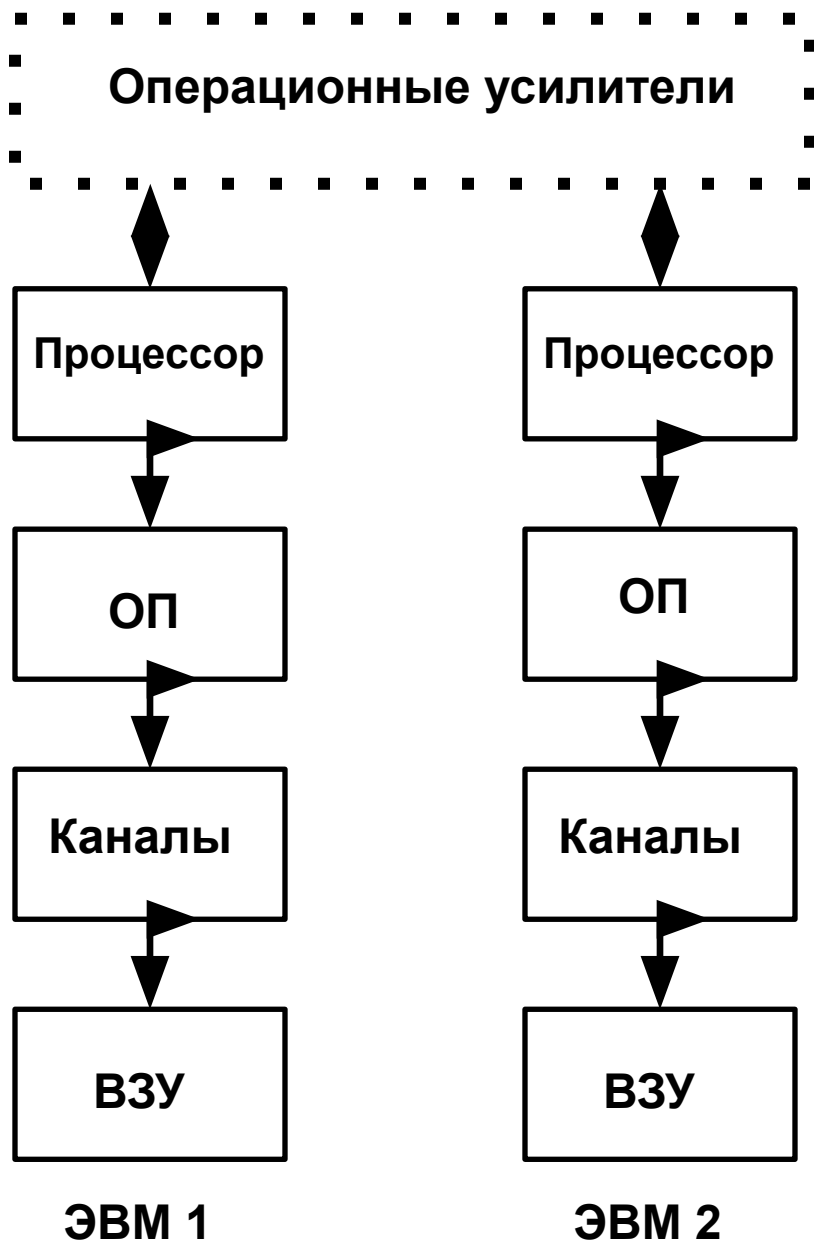 Операционные усилители
Процессор
Процессор
ОП
ОП
Каналы
Каналы
ВЗУ
ВЗУ
ЭВМ 1
ЭВМ 2